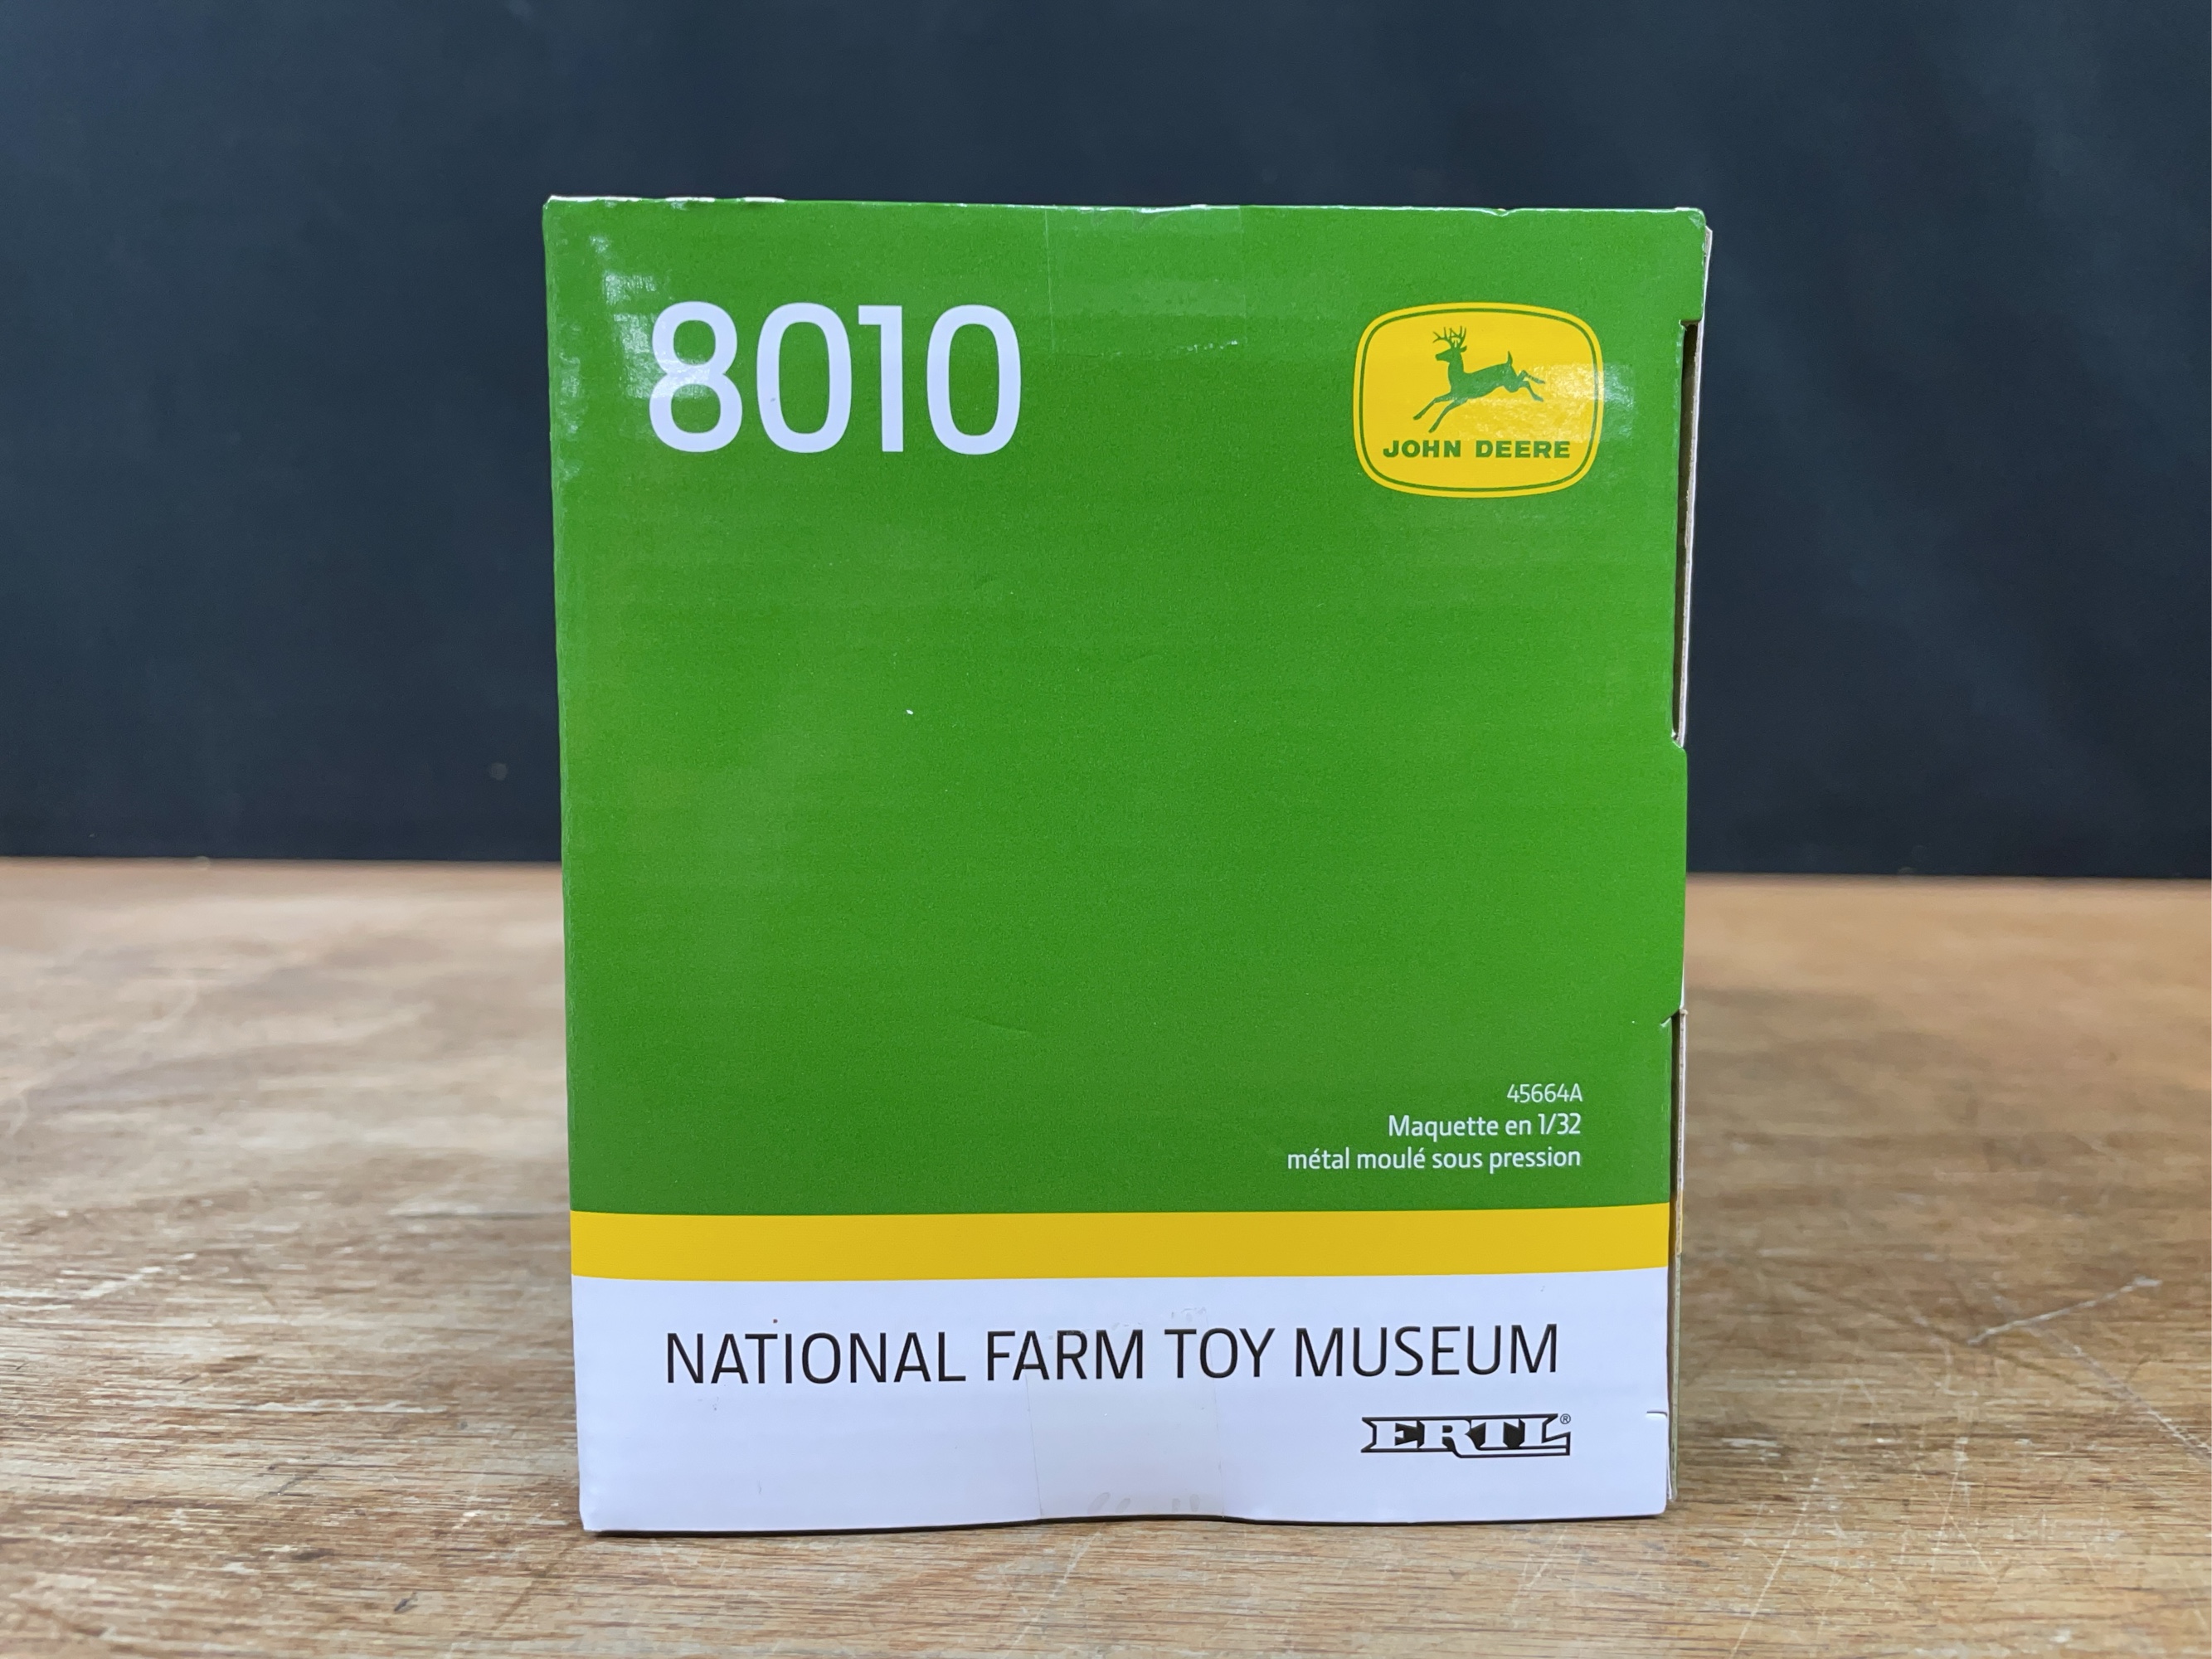 8010
JOHN DEERE
45664A
Maquette en 1/32
métal moulé sous pression
NATIONAL FARM TOY MUSEUM
ERTL®